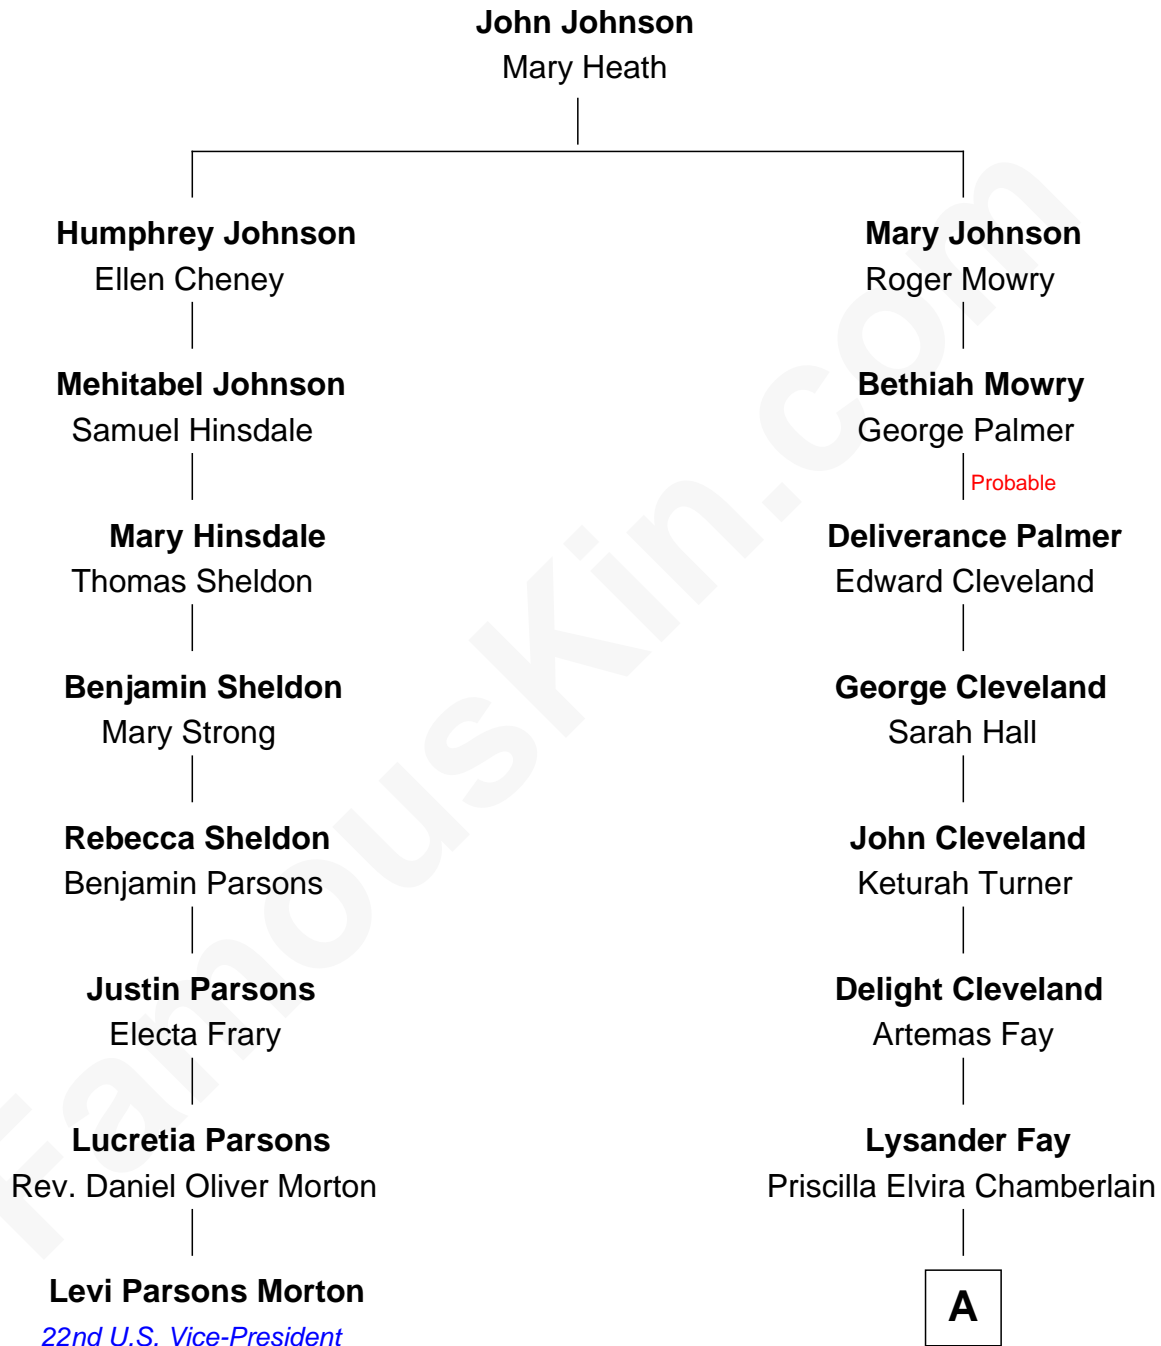 John Johnson
Mary Heath
Humphrey Johnson
Ellen Cheney
Mary Johnson
Roger Mowry
Mehitabel Johnson
Samuel Hinsdale
Bethiah Mowry
George Palmer
Probable
Mary Hinsdale
Thomas Sheldon
Deliverance Palmer
Edward Cleveland
Benjamin Sheldon
Mary Strong
George Cleveland
Sarah Hall
Rebecca Sheldon
Benjamin Parsons
John Cleveland
Keturah Turner
Justin Parsons
Electa Frary
Delight Cleveland
Artemas Fay
Lucretia Parsons
Rev. Daniel Oliver Morton
Lysander Fay
Priscilla Elvira Chamberlain
Levi Parsons Morton
22nd U.S. Vice-President
A
FamousKin.com